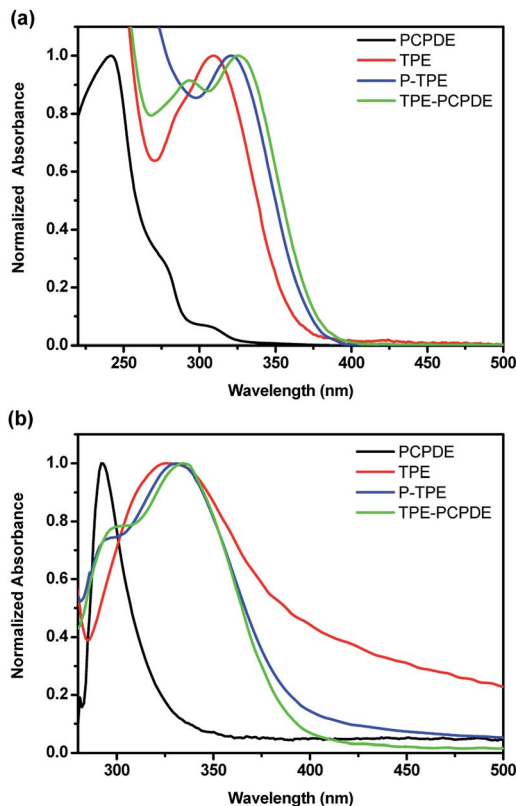 (a)
PCPDE
TPE
P-TPE
TPE-PCPDE
Normalized Absorbance
1.0
0.8
0.6
0.4
0.2
0.0
250 300 350 400 450 500
Wavelength (nm)
(b)
PCPDE
TPE
P-TPE
TPE-PCPDE
Normalized Absorbance
1.0
0.8
0.6
0.4
0.2
0.0
300 350 400 450 500
Wavelength (nm)